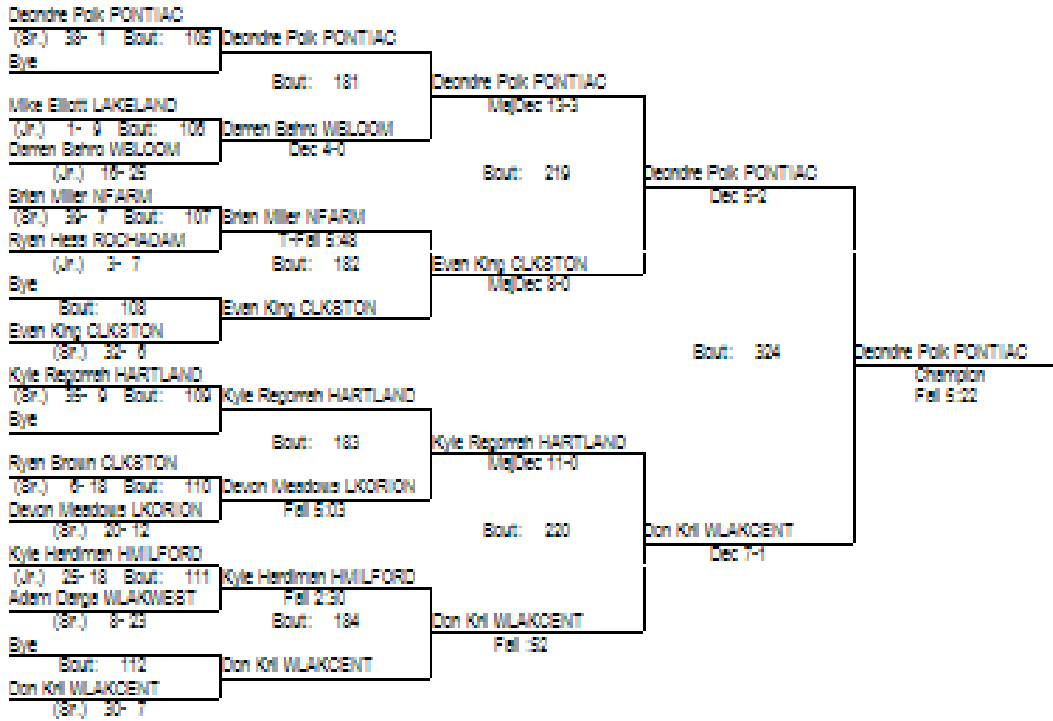 Deondre Polk PONTIAC
(Sr.) 38- 1 Bout: 105
Deondre Polk PONTIAC
Bye
Bout: 181
Deondre Polk PONTIAC
MajDec 13-3
Mike Elliott LAKELAND
(Jr.) 1- 9 Bout: 106
Darren Bahro WBLOOM
Dec 4-0
Darren Bahro WBLOOM
(Jr.) 16- 25
Bout: 219
Deondre Polk PONTIAC
Dec 5-2
Brian Miller NFARM
(Sr.) 39- 7 Bout: 107
Brian Miller NFARM
T-Fall 5:48
Ryan Hess ROCHADAM
(Jr.) 3- 7
Bout: 182
Evan King CLKSTON
MajDec 8-0
Bye
Bout: 108
Evan King CLKSTON
Evan King CLKSTON
(Sr.) 32- 6
Bout: 324
Deondre Polk PONTIAC
Champion
Fall 5:22
Kyle HARTLAND
(Sr.) 35- 9 Bout: 109
Kyle HARTLAND
Bye
Bout: 183
Kyle HARTLAND
MajDec 11-0
Ryan Brown CLKSTON
(Sr.) 6- 18 Bout: 110
Devon Meadows LKORION
Fall 5:03
Devon Meadows LKORION
(Sr.) 20- 12
Bout: 220
Don Kril WLAKCENT
Dec 7-1
Kyle Hardiman HMILFORD
(Jr.) 25- 18 Bout: 111
Kyle Hardiman HMILFORD
Fall 2:30
Adam Darga WLAKWEST
(Sr.) 8- 23
Bout: 184
Don Kril WLAKCENT
Fall :52
Bye
Bout: 112
Don Kril WLAKCENT
Don Kril WLAKCENT
(Sr.) 30- 7